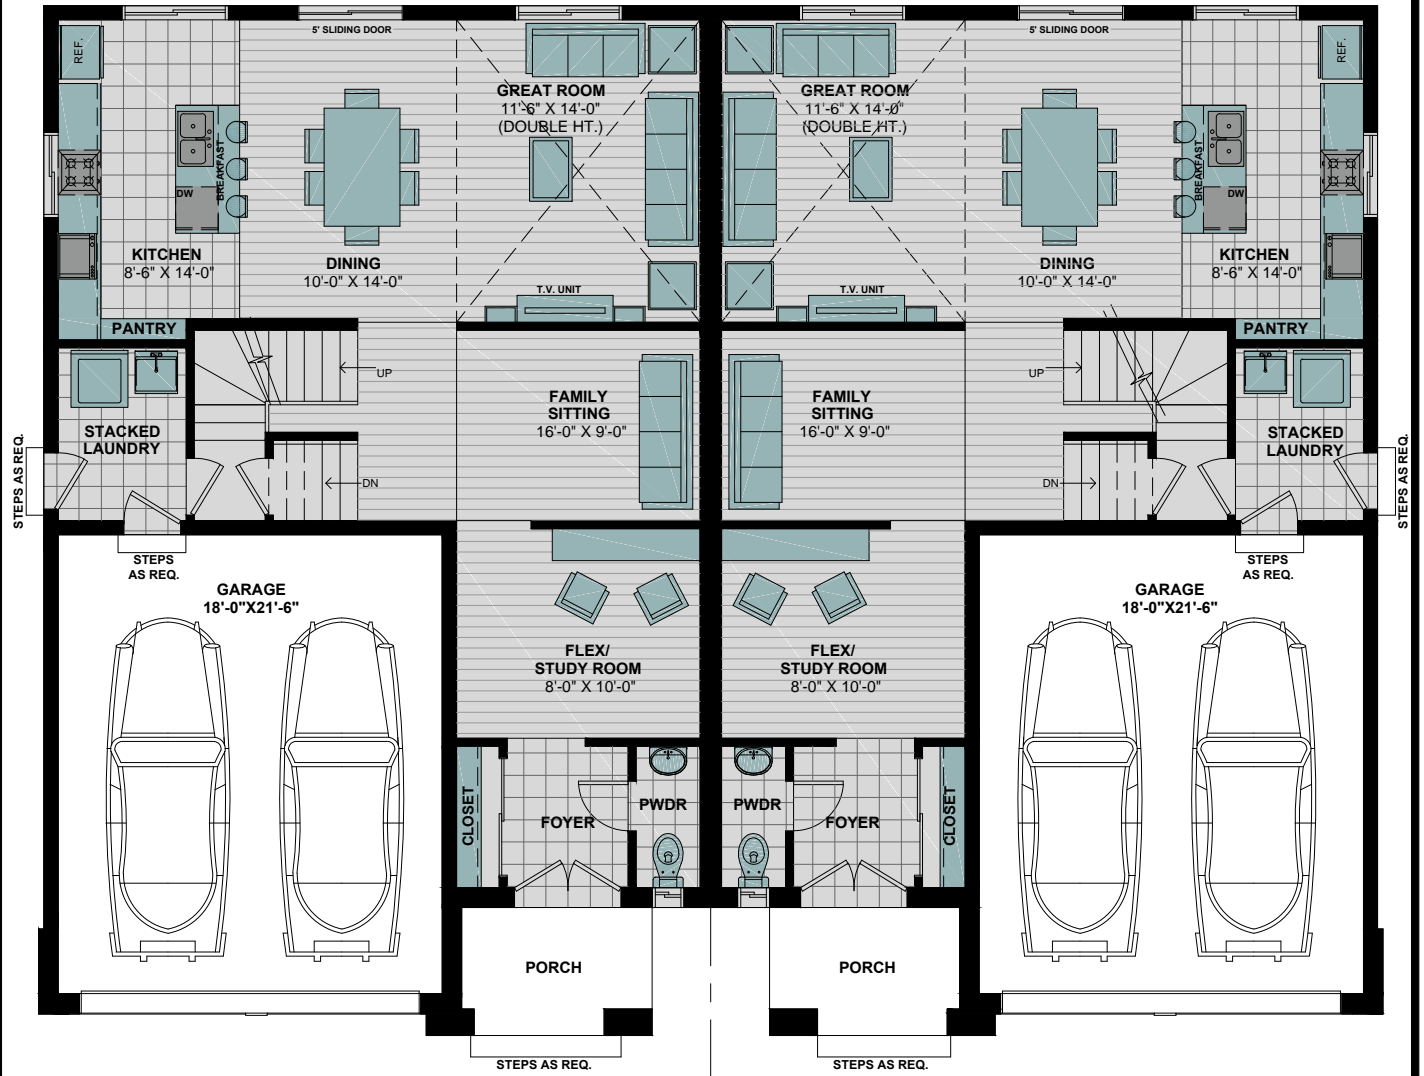 5' SLIDING DOOR
5' SLIDING DOOR
REF.
GREAT ROOM
11'-6" X 14'-0"
(DOUBLE HT.)
GREAT ROOM
11'-6" X 14'-0"
(DOUBLE HT.)
REF.
BREAKFAST
DW
BREAKFAST
DW
KITCHEN
8'-6" X 14'-0"
DINING
10'-0" X 14'-0"
T.V. UNIT
T.V. UNIT
DINING
10'-0" X 14'-0"
KITCHEN
8'-6" X 14'-0"
PANTRY
PANTRY
UP
UP
FAMILY
SITTING
16'-0" X 9'-0"
FAMILY
SITTING
16'-0" X 9'-0"
STACKED
LAUNDRY
STACKED
LAUNDRY
STEPS AS REQ.
DN
DN
STEPS AS REQ.
STEPS
AS REQ.
STEPS
AS REQ.
GARAGE
18'-0"X21'-6"
GARAGE
18'-0"X21'-6"
FLEX/
STUDY ROOM
8'-0" X 10'-0"
FLEX/
STUDY ROOM
8'-0" X 10'-0"
CLOSET
FOYER
PWDR
PWDR
FOYER
CLOSET
PORCH
PORCH
STEPS AS REQ.
STEPS AS REQ.